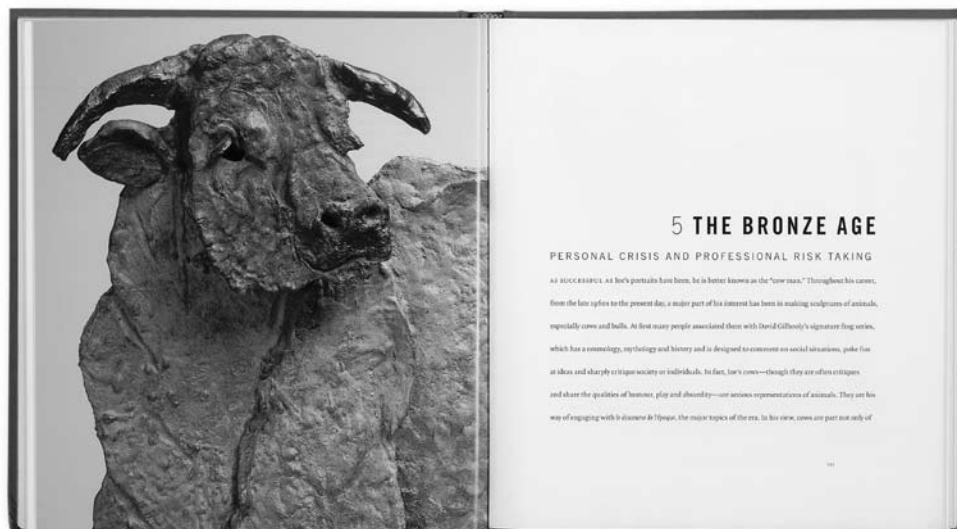 5 THE BRONZE AGE
PERSONAL CRISIS AND PROFESSIONAL RISK TAKING
AS SUCCESSFUL AS Joe's portraits have been, he is better known as the "cow man." Throughout his career,
from the late 1960s to the present day, a major part of his interest has been in making sculptures of animals,
especially cows and bulls. At first many people associated them with David Gilhooly's signature frog series,
which has a cosmology, mythology and history and is designed to comment on social situations, poke fun
at ideas and sharply critique society or individuals. In fact, Joe's cows—though they are often critiques
and share the qualities of humour, play and absurdity—are serious representations of animals. They are his
way of engaging with le discours de l'époque, the major topics of the era. In his view, cows are part not only of